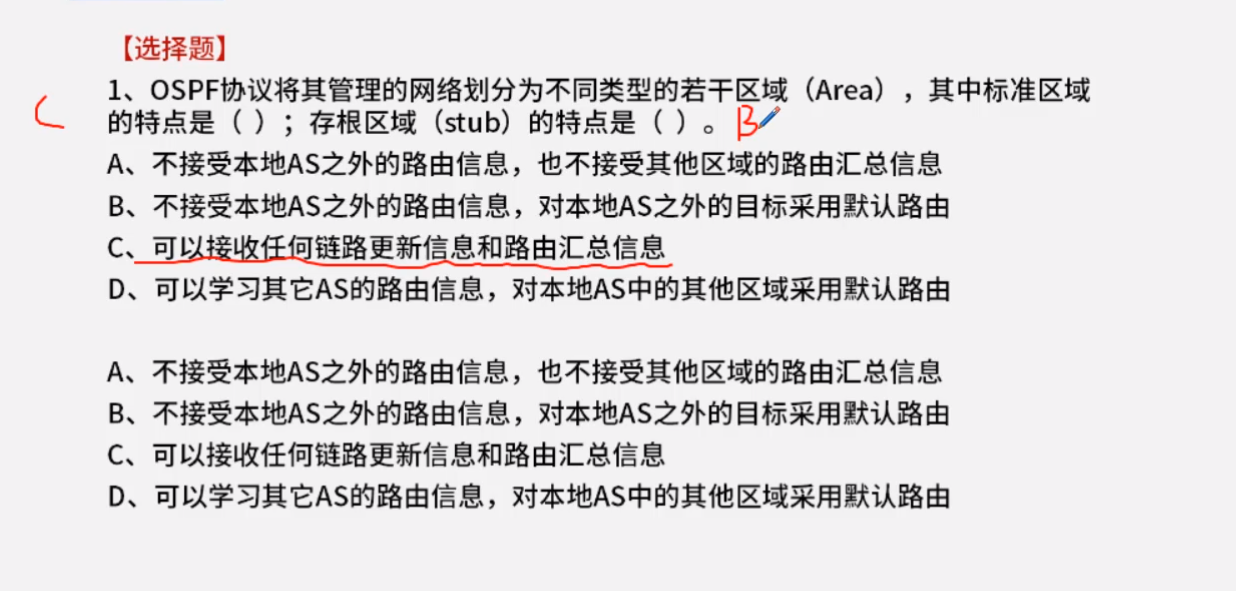 【选择题】
1、OSPF协议将其管理的网络划分为不同类型的若干区域（Area），其中标准区域
C
的特点是（ ）；存根区域（stub）的特点是（ ）。 B
A、不接受本地AS之外的路由信息，也不接受其他区域的路由汇总信息
B、不接受本地AS之外的路由信息，对本地AS之外的目标采用默认路由
C、可以接收任何链路更新信息和路由汇总信息
D、可以学习其它AS的路由信息，对本地AS中的其他区域采用默认路由
A、不接受本地AS之外的路由信息，也不接受其他区域的路由汇总信息
B、不接受本地AS之外的路由信息，对本地AS之外的目标采用默认路由
C、可以接收任何链路更新信息和路由汇总信息
D、可以学习其它AS的路由信息，对本地AS中的其他区域采用默认路由